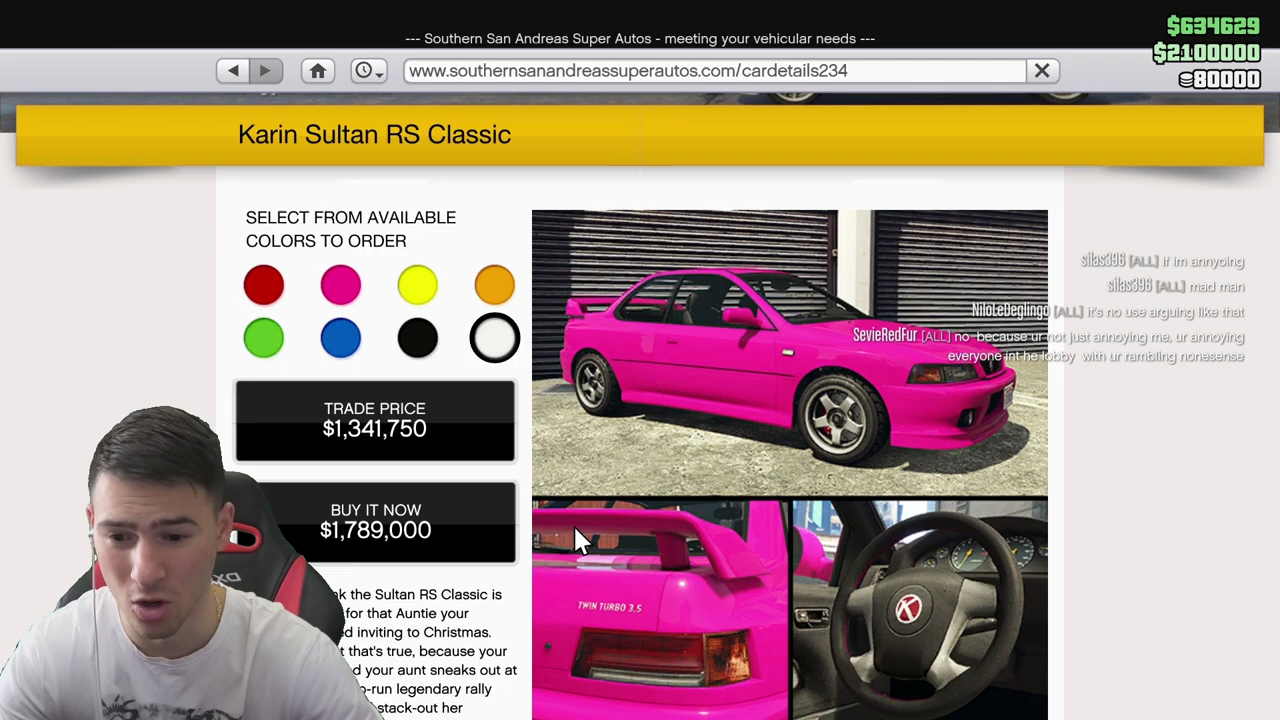 --- Southern San Andreas Super Autos - meeting your vehicular needs ---
$634629
$2100000
80000
www.southernsanandreassuperautos.com/cardetails234
Karin Sultan RS Classic
SELECT FROM AVAILABLE
COLORS TO ORDER
TRADE PRICE
$1,341,750
BUY IT NOW
$1,789,000
the Sultan RS Classic is
for that Auntie your
inviting to Christmas.
that's true, because your
your aunt sneaks out at
-run legendary rally
stack-out her
silas396 [ALL] if im annyoing
silas396 [ALL] mad man
NiloLeDeglingo [ALL] it's no use arguing like that
SevieRedFur [ALL] no because ur not just annoying me, ur annoying
everyone int he lobby with ur rambling nonesense
TWIN TURBO 3.5
K